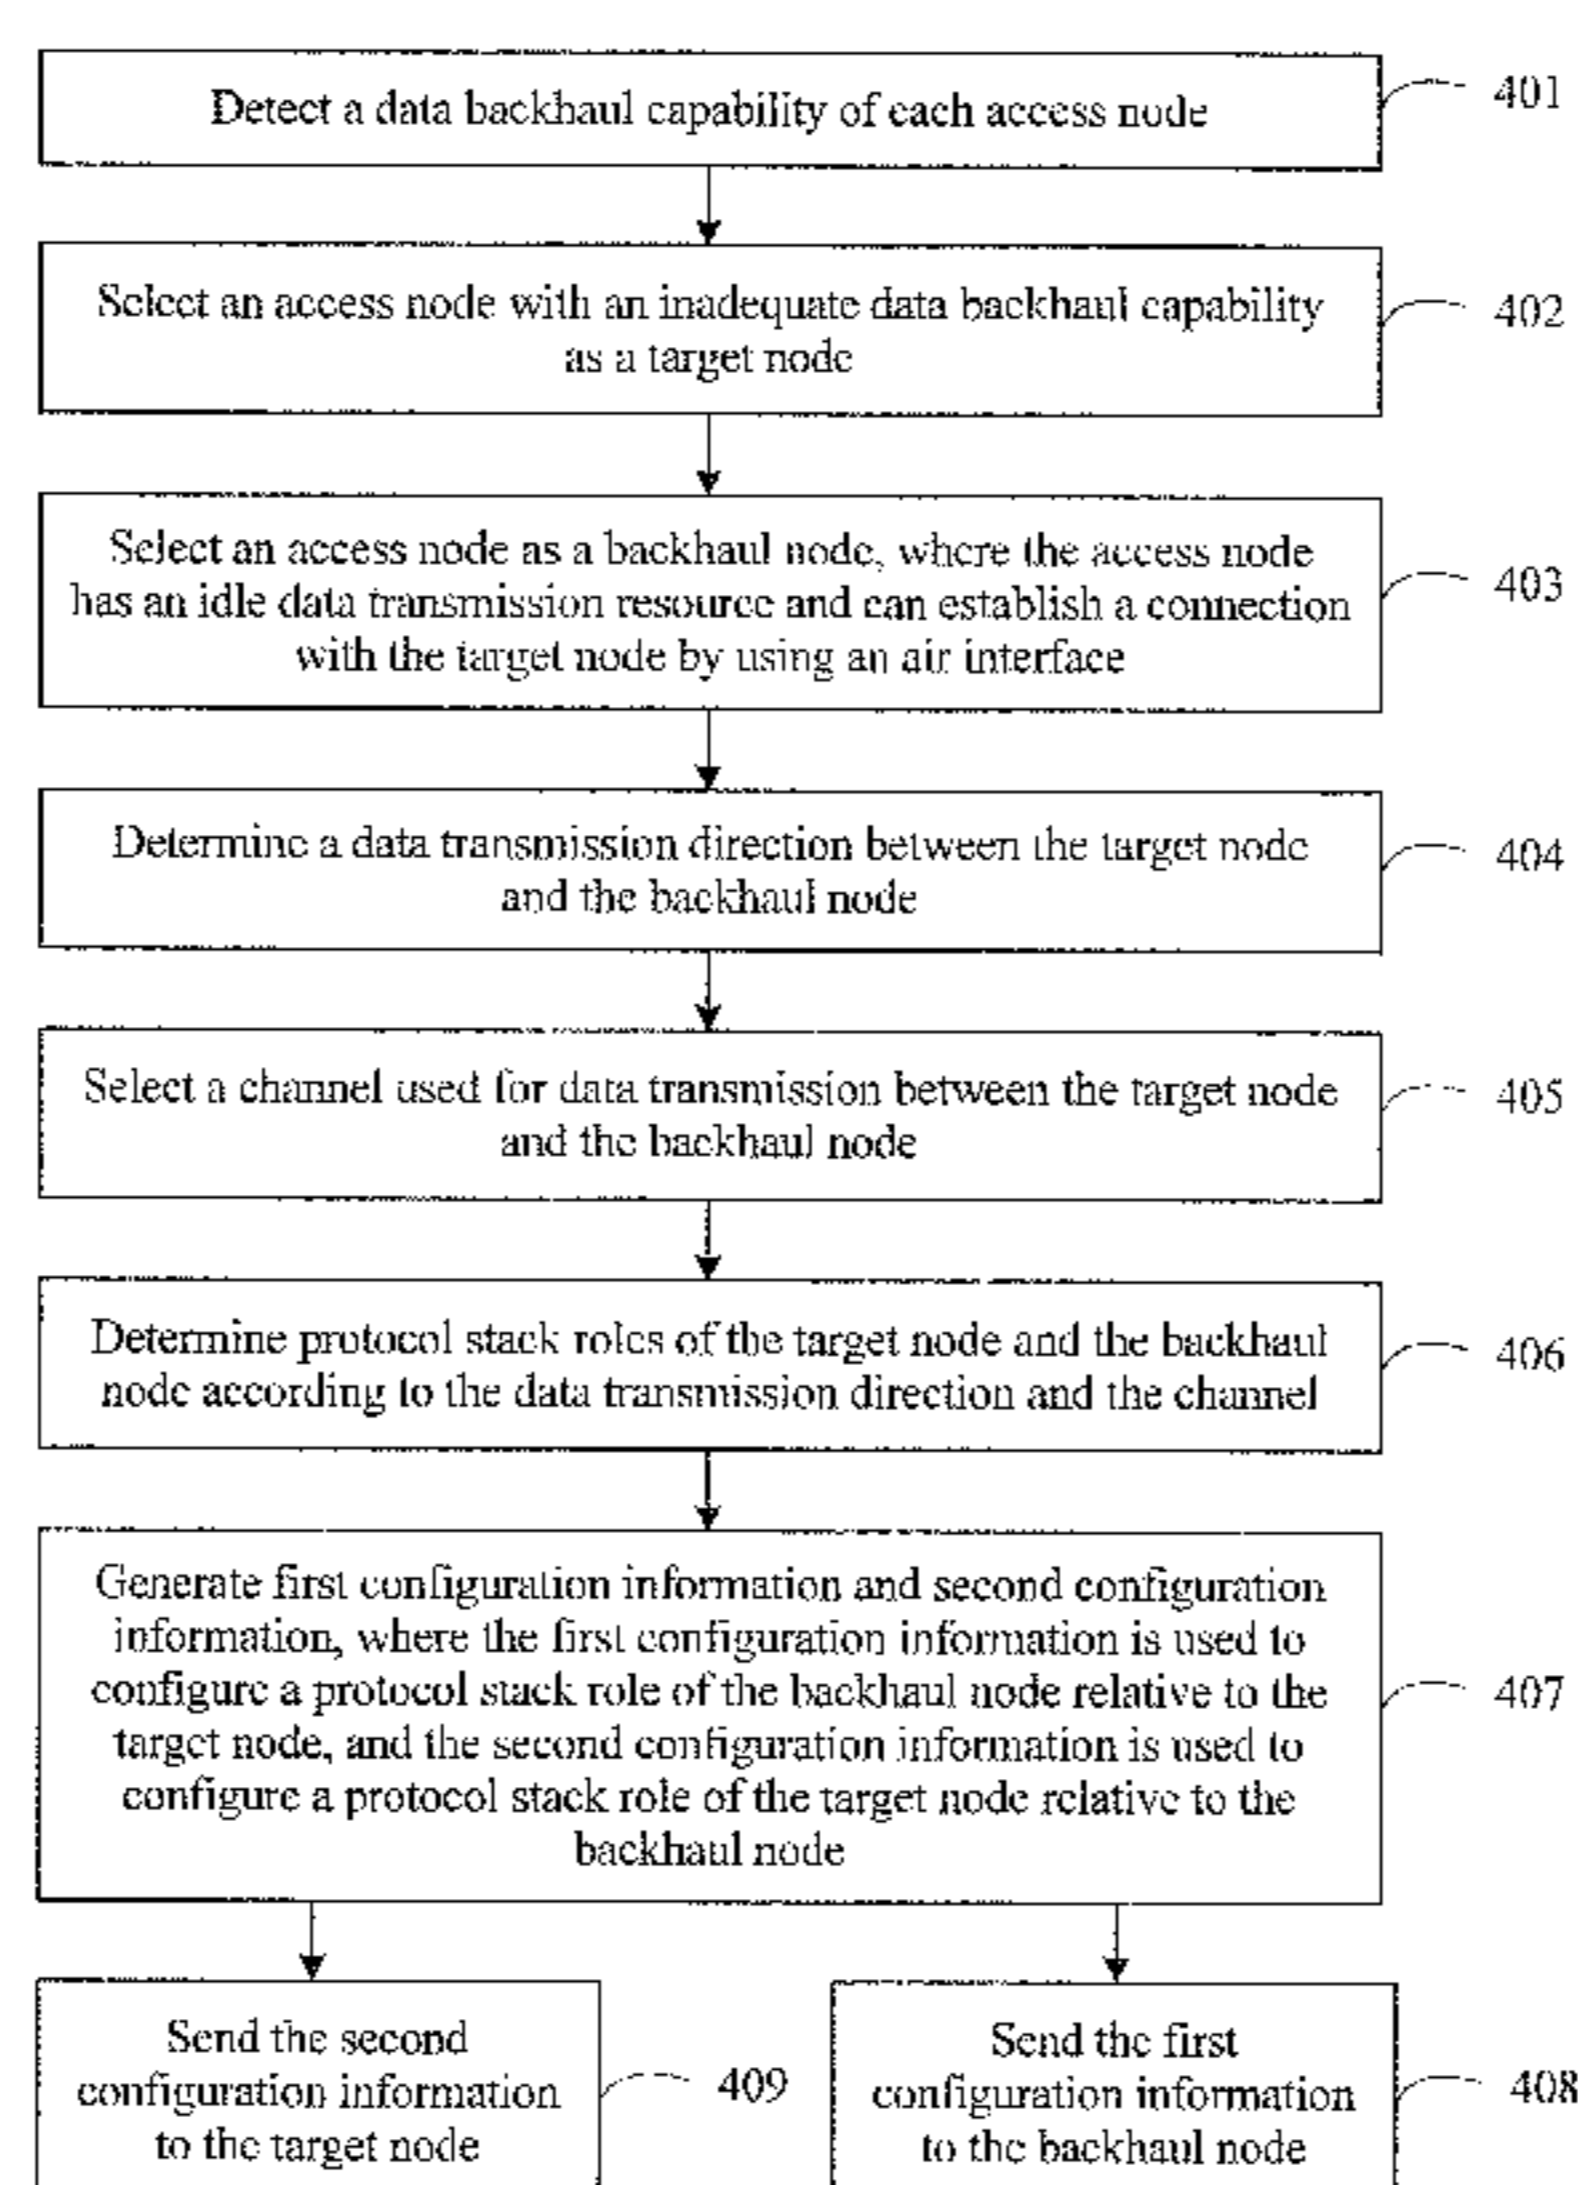 Detect a data backhaul capability of each access node
401
Select an access node with an inadequate data backhaul capability
as a target node
402
Select an access node as a backhaul node, where the access node
has an idle data transmission resource and can establish a connection
with the target node by using an air interface
403
Determine a data transmission direction between the target node
and the backhaul node
404
Select a channel used for data transmission between the target node
and the backhaul node
405
Determine protocol stack roles of the target node and the backhaul
node according to the data transmission direction and the channel
406
Generate first configuration information and second configuration
information, where the first configuration information is used to
configure a protocol stack role of the backhaul node relative to the
target node, and the second configuration information is used to
configure a protocol stack role of the target node relative to the
backhaul node
407
Send the second
configuration information
to the target node
409
Send the first
configuration information
to the backhaul node
408